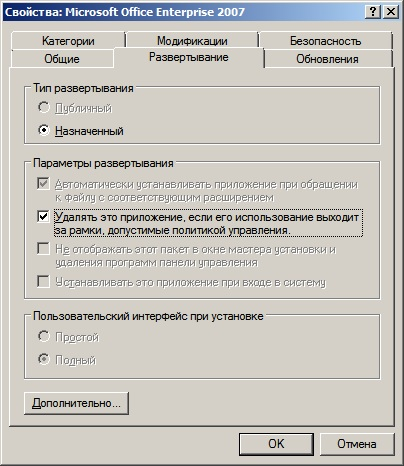 Свойства: Microsoft Office Enterprise 2007
Категории
Модификации
Безопасность
Общие
Развертывание
Обновления
Тип развертывания
Публичный
Назначенный
Параметры развертывания
Автоматически устанавливать приложение при обращении
к файлу с соответствующим расширением
Удалять это приложение, если его использование выходит
за рамки, допустимые политикой управления.
Не отображать этот пакет в окне мастера установки и
удаления программ панели управления
Устанавливать это приложение при входе в систему
Пользовательский интерфейс при установке
Простой
Полный
Дополнительно...
OK
Отмена